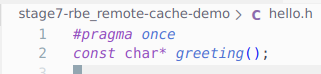 stage7-rbe_remote-cache-demo > C hello.h
1 #pragma once
2 const char* greeting();
3